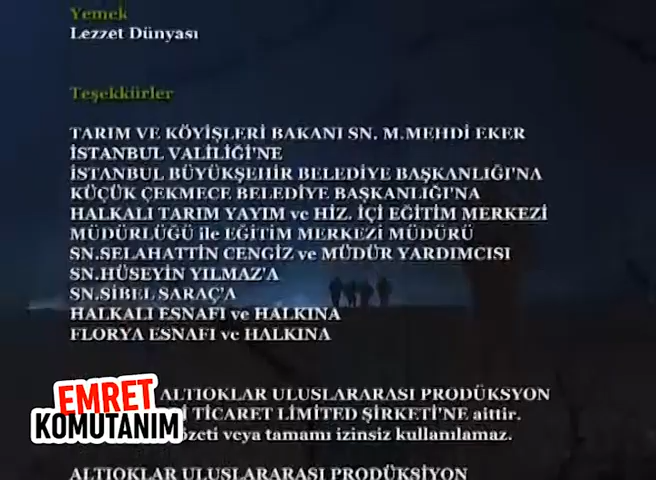 Yemek
Lezzet Dünyası
Teşekkürler
TARIM VE KÖYİŞLERİ BAKANI SN. M.MEHDİ EKER
İSTANBUL VALİLİĞİ'NE
İSTANBUL BÜYÜKŞEHİR BELEDİYE BAŞKANLIĞI'NA
KÜÇÜK ÇEKMECE BELEDİYE BAŞKANLIĞI'NA
HALKALI TARIM YAYIM ve HİZ. İÇİ EĞİTİM MERKEZİ
MÜDÜRLÜĞÜ ile EĞİTİM MERKEZİ MÜDÜRÜ
SN.SELAHATTİN CENGİZ ve MÜDÜR YARDIMCISI
SN.HÜSEYİN YILMAZ'A
SN.SİBEL SARAÇ'A
HALKALI ESNAFI ve HALKINA
FLORYA ESNAFI ve HALKINA
ALTIOKLAR ULUSLARARASI PRODÜKSYON
TİCARET LİMİTED ŞİRKETİ'NE aittir.
veya tamamı izinsiz kullanılamaz.
EMRET
KOMUTANIM
ALTIOKLAR ULUSLARARASI PRODÜKSİYON